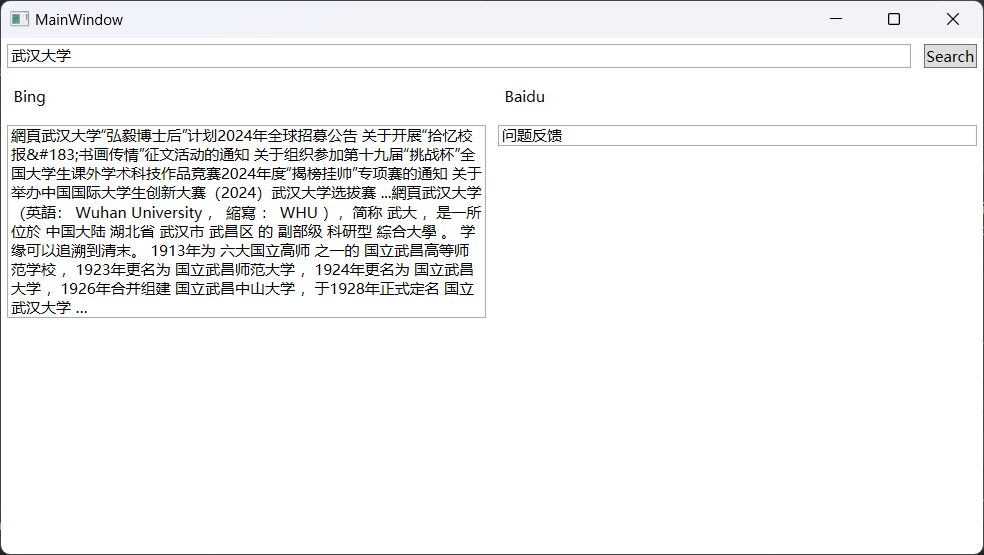 MainWindow
武汉大学
Search
Bing
Baidu
網頁武汉大学“弘毅博士后”计划2024年全球招募公告 关于开展“拾忆校
报&#183;书画传情”征文活动的通知 关于组织参加第十九届“挑战杯”全
国大学生课外学术科技作品竞赛2024年度“揭榜挂帅”专项赛的通知 关于
举办中国国际大学生创新大赛（2024）武汉大学选拔赛 ...網頁武汉大学
（英語： Wuhan University ， 縮寫 ： WHU ），简称 武大 ，是一所
位於 中国大陆 湖北省 武汉市 武昌区 的 副部级 科研型 綜合大學 。 学
缘可以追溯到清末。 1913年为 六大国立高师 之一的 国立武昌高等师
范学校 ，1923年更名为 国立武昌师范大学 ，1924年更名为 国立武昌
大学 ，1926年合并组建 国立武昌中山大学 ，于1928年正式定名 国立
武汉大学 ...
问题反馈